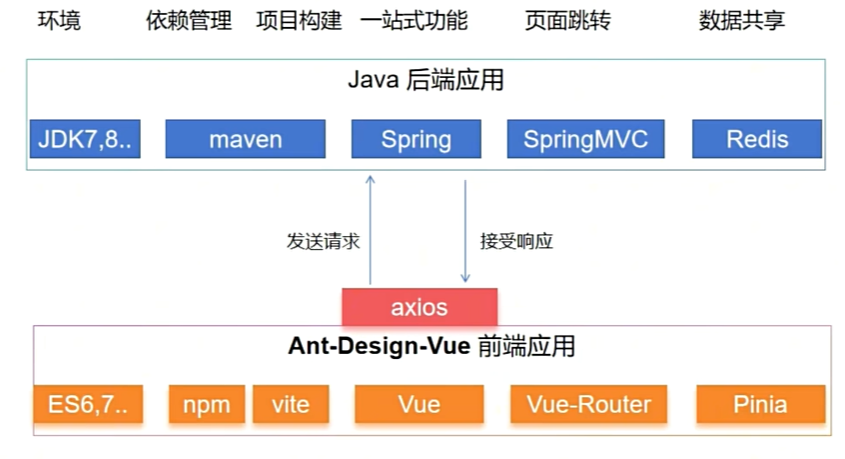 环境 依赖管理 项目构建 一站式功能 页面跳转 数据共享
Java 后端应用
JDK7,8.. maven Spring SpringMVC Redis
发送请求 接受响应
axios
Ant-Design-Vue 前端应用
ES6,7.. npm vite Vue Vue-Router Pinia